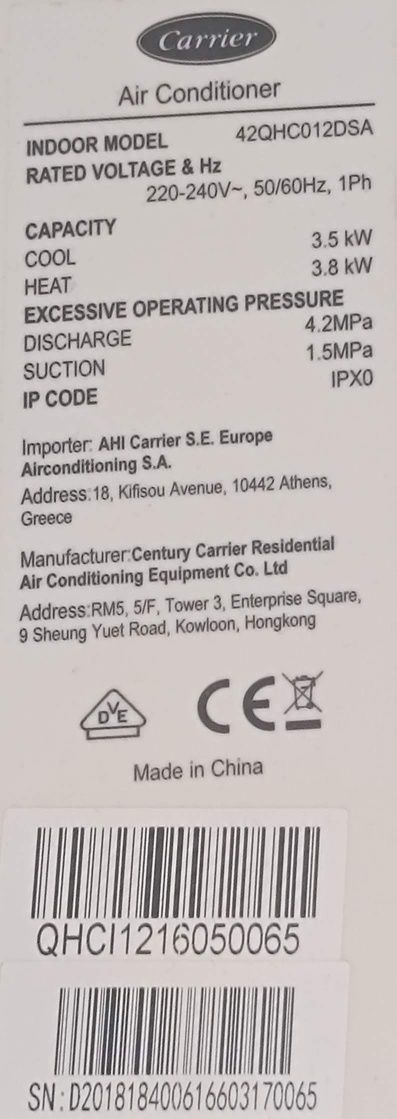 Carrier
Air Conditioner
INDOOR MODEL 42QHC012DSA
RATED VOLTAGE & Hz
220-240V~, 50/60Hz, 1Ph
CAPACITY
COOL 3.5 kW
HEAT 3.8 kW
EXCESSIVE OPERATING PRESSURE
DISCHARGE 4.2MPa
SUCTION 1.5MPa
IP CODE IPX0
Importer: AHI Carrier S.E. Europe
Airconditioning S.A.
Address:18, Kifisou Avenue, 10442 Athens,
Greece
Manufacturer:Century Carrier Residential
Air Conditioning Equipment Co. Ltd
Address:RM5, 5/F, Tower 3, Enterprise Square,
9 Sheung Yuet Road, Kowloon, Hongkong
DVE CE
Made in China
QHCI1216050065
SN:D201818400616603170065